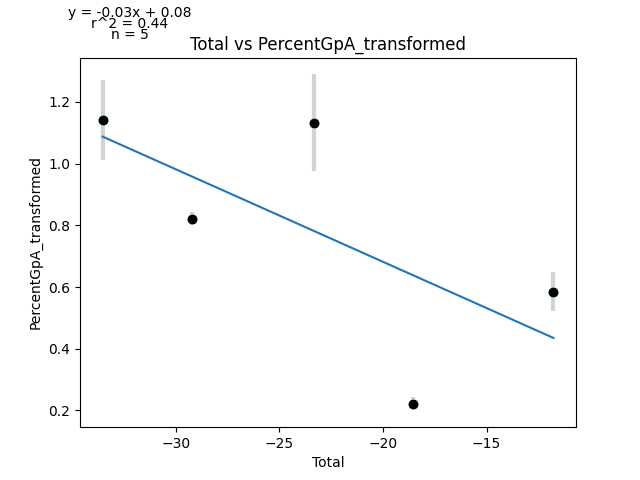 y = -0.03x + 0.08
r^2 = 0.44
n = 5
Total vs PercentGpA_transformed
1.2
1.0
0.8
0.6
0.4
0.2
PercentGpA_transformed
−30
−25
−20
−15
Total